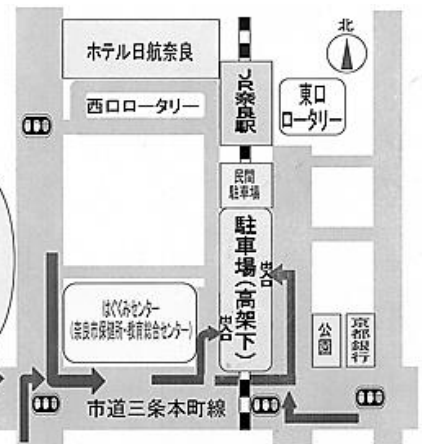 北
ホテル日航奈良
JR奈良駅
西口ロータリー
東口
ロータリー
民間
駐車場
駐車場(高架下)
出入口
出入口
はぐくみセンター
(奈良市保健所・教育総合センター)
公園
京都銀行
市道三条本町線